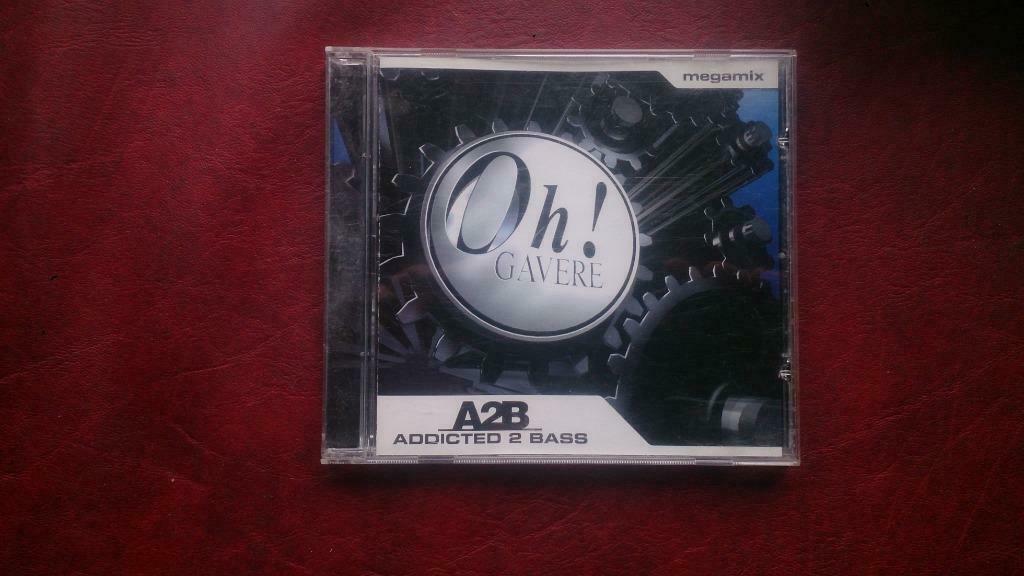 megamix
Oh!
GAVERE
A2B
ADDICTED 2 BASS